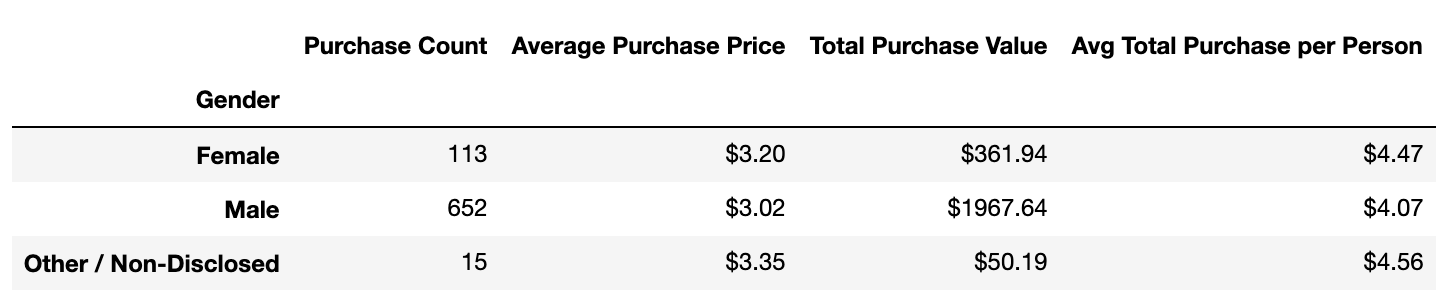 Purchase Count Average Purchase Price Total Purchase Value Avg Total Purchase per Person
Gender
Female 113 $3.20 $361.94 $4.47
Male 652 $3.02 $1967.64 $4.07
Other / Non-Disclosed 15 $3.35 $50.19 $4.56